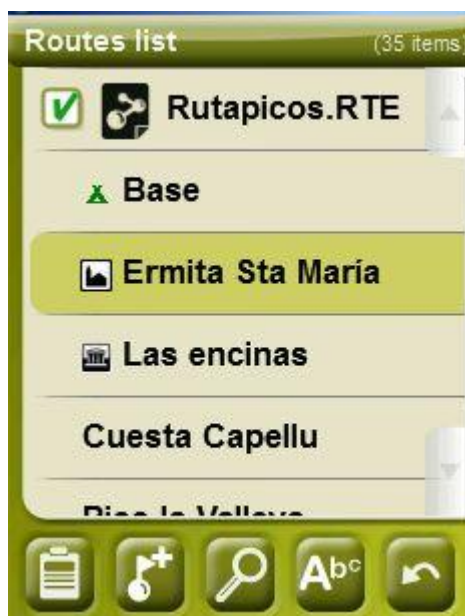 Routes list
(35 items)
Rutapicos.RTE
Base
Ermita Sta María
Las encinas
Cuesta Capellu
Abc